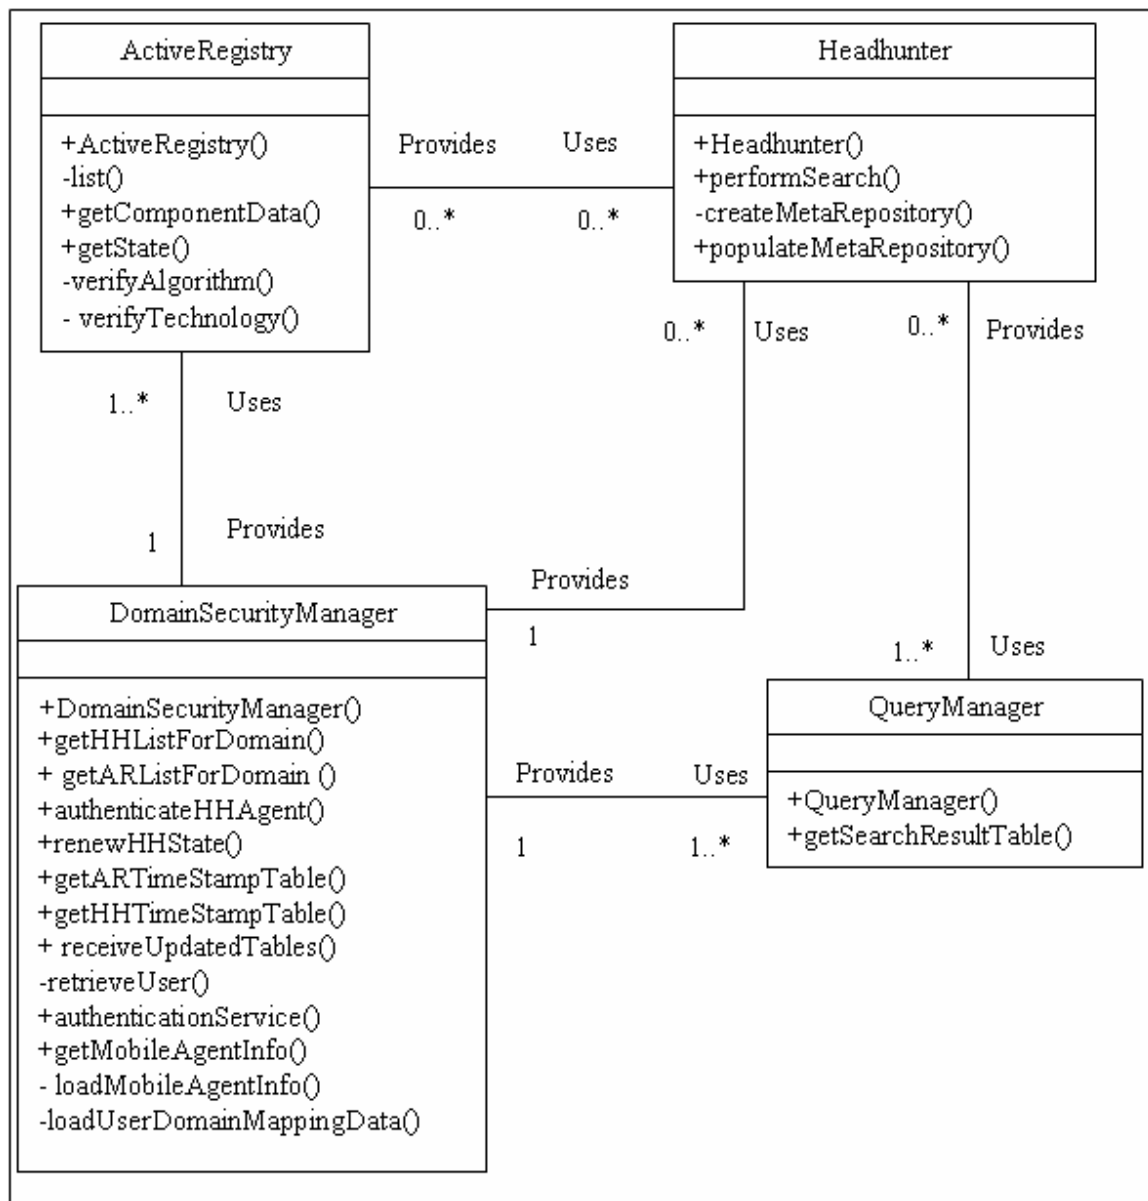 ActiveRegistry
+ActiveRegistry()
-list()
+getComponentData()
+getState()
-verifyAlgorithm()
- verifyTechnology()
Provides
Uses
0..*
0..*
Headhunter
+Headhunter()
+performSearch()
-createMetaRepository()
+populateMetaRepository()
0..*
Uses
0..*
Provides
1..*
Uses
1
Provides
Provides
1
1..*
Uses
DomainSecurityManager
+DomainSecurityManager()
+getHHListForDomain()
+ getARListForDomain ()
+authenticateHHAgent()
+renewHHState()
+getARTimeStampTable()
+getHHTimeStampTable()
+ receiveUpdatedTables()
-retrieveUser()
+authenticationService()
+getMobileAgentInfo()
- loadMobileAgentInfo()
-loadUserDomainMappingData()
Provides
Uses
1
1..*
QueryManager
+QueryManager()
+getSearchResultTable()